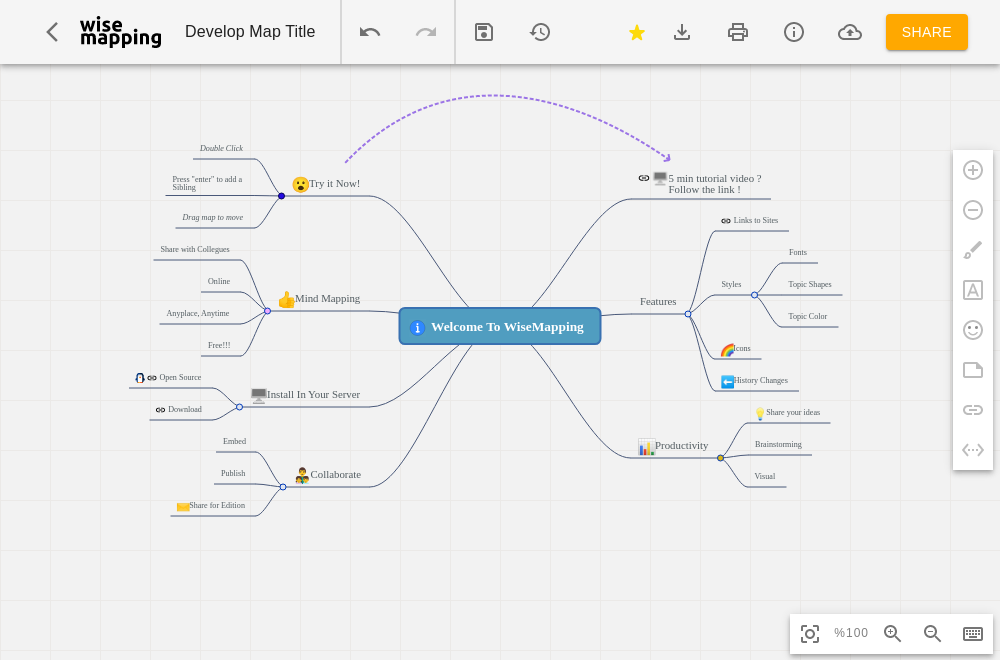 wise
mapping
Develop Map Title
SHARE
Double Click
Press "enter" to add a
Sibling
Drag map to move
Try it Now!
Share with Collegues
Online
Anyplace, Anytime
Free!!!
Mind Mapping
Open Source
Download
Install In Your Server
Embed
Publish
Share for Edition
Collaborate
Welcome To WiseMapping
5 min tutorial video ?
Follow the link !
Links to Sites
Features
Styles
Fonts
Topic Shapes
Topic Color
Icons
History Changes
Productivity
Share your ideas
Brainstorming
Visual
%100